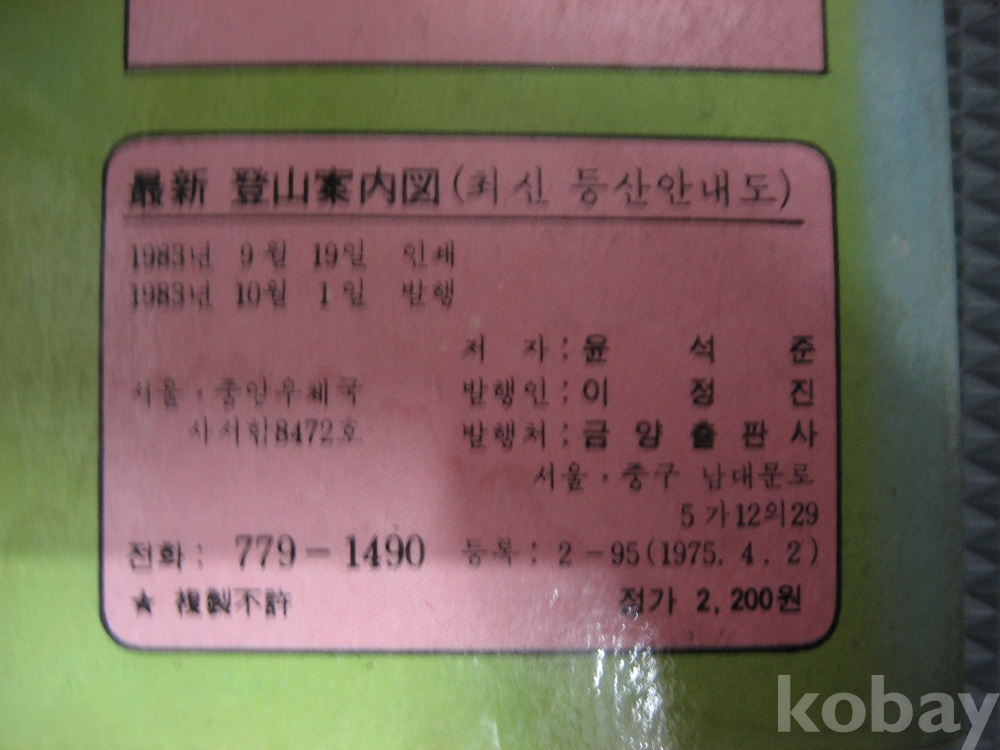 最新 登山案内図 (최신 등산안내도)
1983년 9월 19일 인쇄
1983년 10월 1일 발행
저 자 : 윤 석 준
서울·중앙우체국 발행인 : 이 정 진
사서함8472호 발행처 : 금양출판사
서울·중구 남대문로
5가12의29
전화 : 779-1490 등록 : 2-95(1975. 4. 2)
★ 複製不許 정가 2,200원
kobay